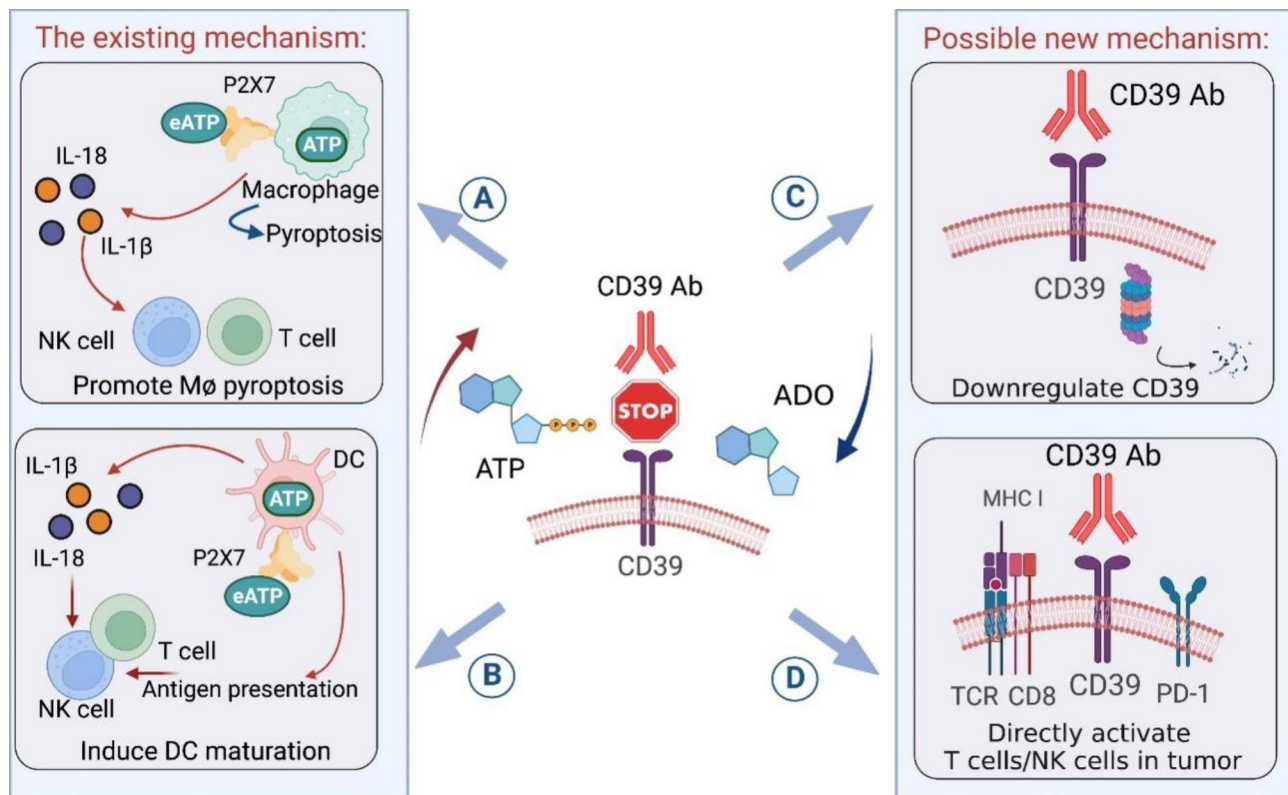 The existing mechanism:
P2X7
eATP
ATP
IL-18
Macrophage
Pyroptosis
IL-1β
NK cell
T cell
Promote Mø pyroptosis
IL-1β
DC
ATP
IL-18
P2X7
eATP
T cell
Antigen presentation
NK cell
Induce DC maturation
A
C
CD39 Ab
STOP
ADO
P P P
ATP
CD39
B
D
Possible new mechanism:
CD39 Ab
CD39
Downregulate CD39
CD39 Ab
MHC I
TCR CD8 CD39 PD-1
Directly activate
T cells/NK cells in tumor